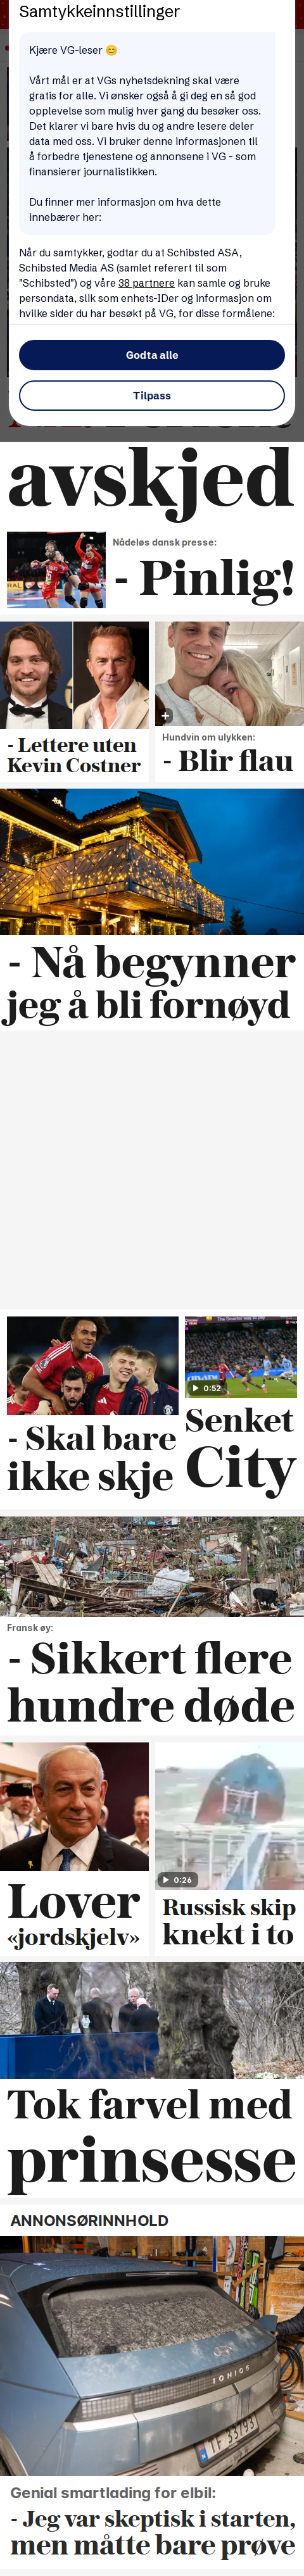 Samtykkeinnstillinger
Kjære VG-leser 😊
Vårt mål er at VGs nyhetsdekning skal være
gratis for alle. Vi ønsker også å gi deg en så god
opplevelse som mulig hver gang du besøker oss.
Det klarer vi bare hvis du og andre lesere deler
data med oss. Vi bruker denne informasjonen til
å forbedre tjenestene og annonsene i VG - som
finansierer journalistikken.
Du finner mer informasjon om hva dette
innebærer her:
Når du samtykker, godtar du at Schibsted ASA,
Schibsted Media AS (samlet referert til som
"Schibsted") og våre 38 partnere kan samle og bruke
persondata, slik som enhets-IDer og informasjon om
hvilke sider du har besøkt på VG, for disse formålene:
Godta alle
Tilpass
avskjed
Nådeløs dansk presse:
- Pinlig!
- Lettere uten
Kevin Costner
Hundvin om ulykken:
- Blir flau
- Nå begynner
jeg å bli fornøyd
- Skal bare
ikke skje
0:52
Senket
City
Fransk øy:
- Sikkert flere
hundre døde
Lover
«jordskjelv»
0:26
Russisk skip
knekt i to
Tok farvel med
prinsesse
ANNONSØRINNHOLD
IONIQ 5
Genial smartlading for elbil:
- Jeg var skeptisk i starten,
men måtte bare prøve